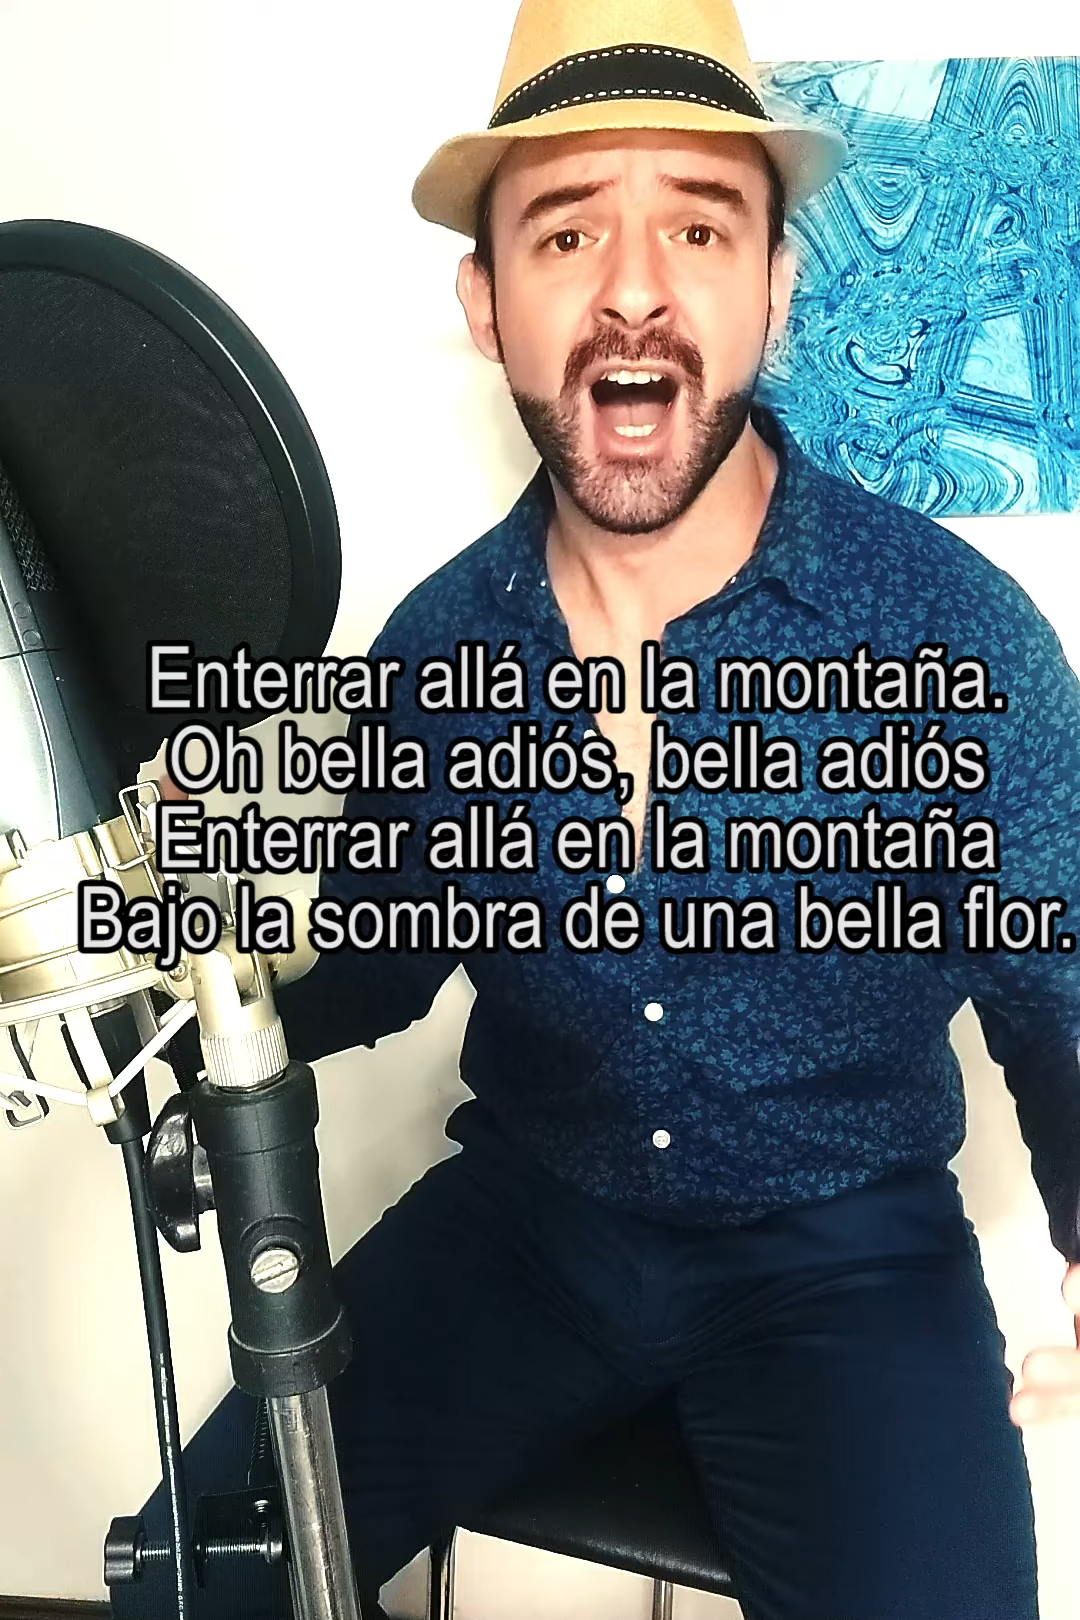 Enterrar allá en la montaña.
Oh bella adiós, bella adiós
Enterrar allá en la montaña
Bajo la sombra de una bella flor.